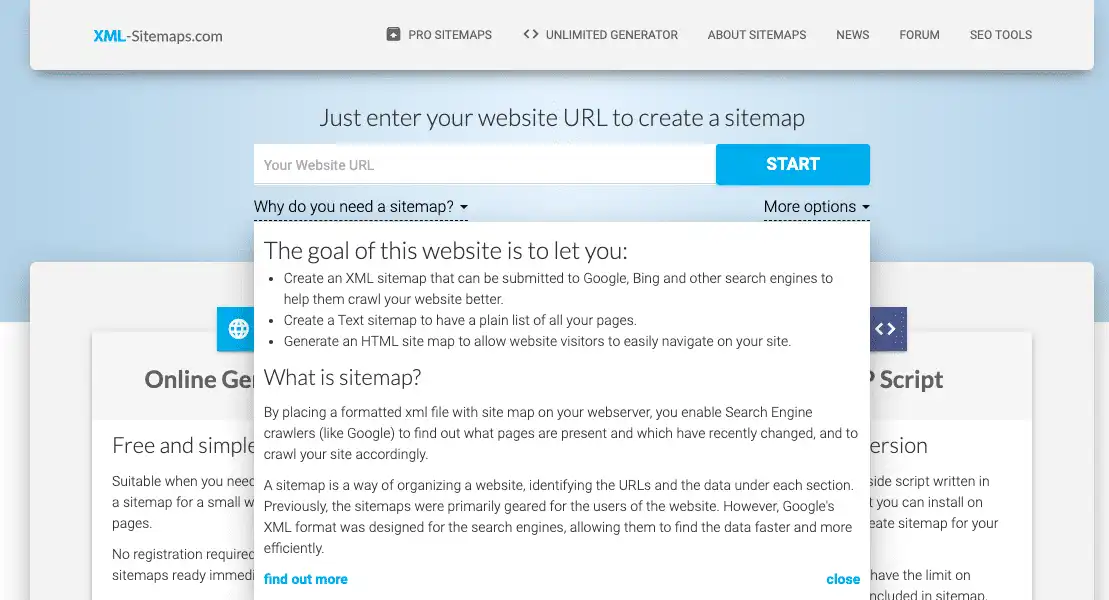 XML-Sitemaps.com
PRO SITEMAPS
UNLIMITED GENERATOR
ABOUT SITEMAPS
NEWS
FORUM
SEO TOOLS
Just enter your website URL to create a sitemap
Your Website URL
START
Why do you need a sitemap?
More options
The goal of this website is to let you:
• Create an XML sitemap that can be submitted to Google, Bing and other search engines to
help them crawl your website better.
• Create a Text sitemap to have a plain list of all your pages.
• Generate an HTML site map to allow website visitors to easily navigate on your site.
What is sitemap?
By placing a formatted xml file with site map on your webserver, you enable Search Engine
crawlers (like Google) to find out what pages are present and which have recently changed, and to
crawl your site accordingly.
A sitemap is a way of organizing a website, identifying the URLs and the data under each section.
Previously, the sitemaps were primarily geared for the users of the website. However, Google's
XML format was designed for the search engines, allowing them to find the data faster and more
efficiently.
find out more
close
Online Ge
Free and simple
Suitable when you need
a sitemap for a small w
pages.
No registration required
sitemaps ready immedi
P Script
ersion
side script written in
t you can install on
eate sitemap for your
have the limit on
ncluded in sitemap.